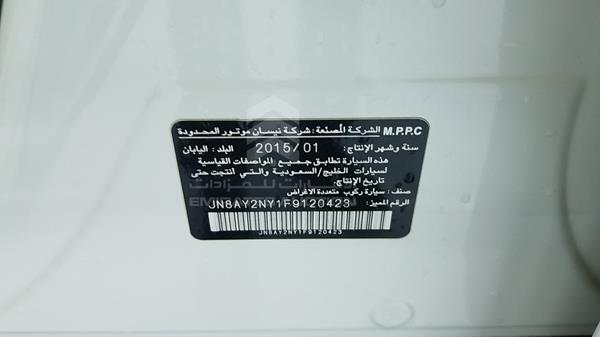 M.P.P.C الشركة المصنعة: شركة نيسان موتور المحدودة
سنة وشهر الإنتاج: 2015/01 البلد: اليابان
هذه السيارة تطابق جميع المواصفات القياسية
لسيارات الخليج/السعودية والتي أنتجت حتى
تاريخ الإنتاج.
صنف: سيارة ركوب متعددة الأغراض
الرقم المميز: JN8AY2NY1F9120423
JN8AY2NY1F9120423